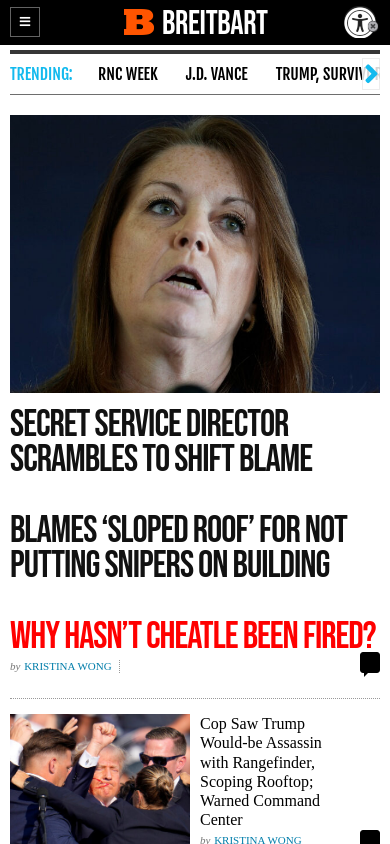 BREITBART
TRENDING: RNC WEEK J.D. VANCE TRUMP, SURVIV
SECRET SERVICE DIRECTOR
SCRAMBLES TO SHIFT BLAME
BLAMES ‘SLOPED ROOF’ FOR NOT
PUTTING SNIPERS ON BUILDING
WHY HASN’T CHEATLE BEEN FIRED?
by KRISTINA WONG
Cop Saw Trump
Would-be Assassin
with Rangefinder,
Scoping Rooftop;
Warned Command
Center
by KRISTINA WONG